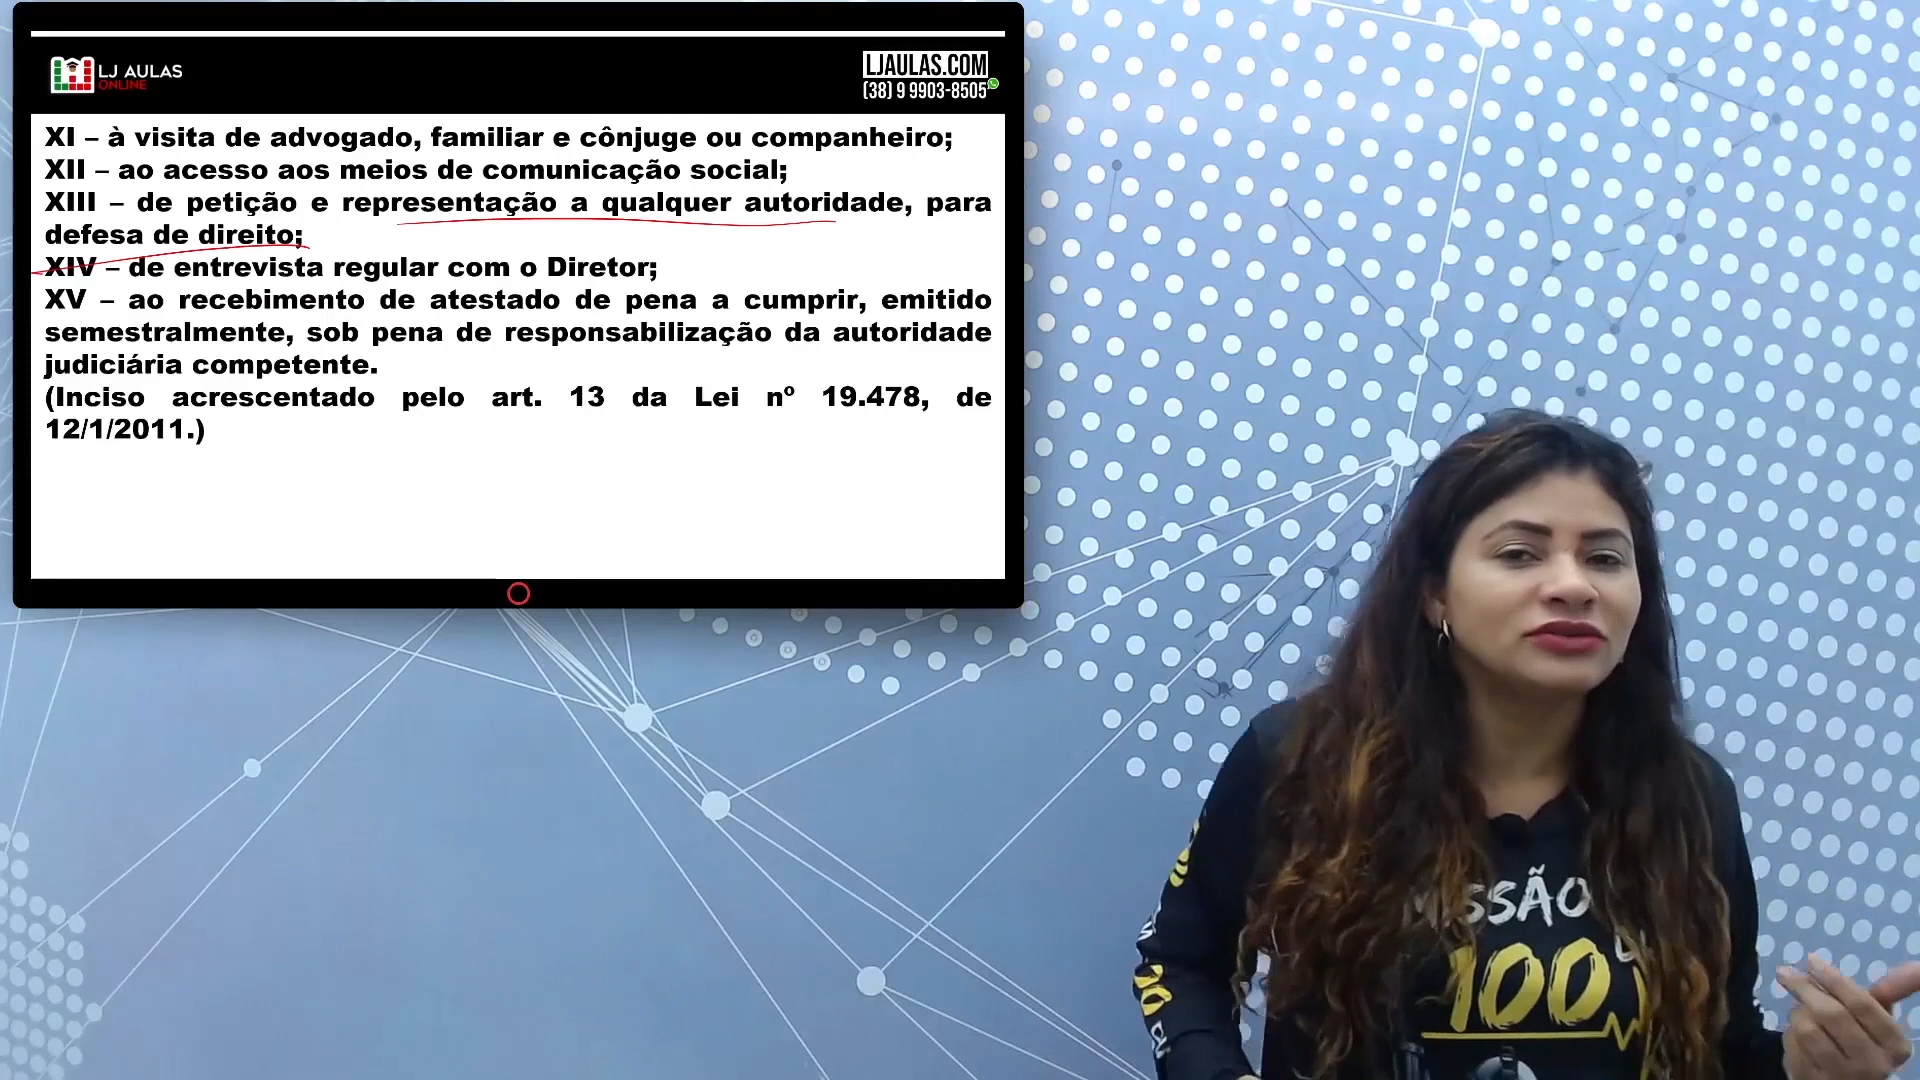 LJ AULAS
ONLINE
LJAULAS.COM
(38) 9 9903-8505
XI – à visita de advogado, familiar e cônjuge ou companheiro;
XII – ao acesso aos meios de comunicação social;
XIII – de petição e representação a qualquer autoridade, para
defesa de direito;
XIV – de entrevista regular com o Diretor;
XV – ao recebimento de atestado de pena a cumprir, emitido
semestralmente, sob pena de responsabilização da autoridade
judiciária competente.
(Inciso acrescentado pelo art. 13 da Lei nº 19.478, de
12/1/2011.)
MISSÃO
100